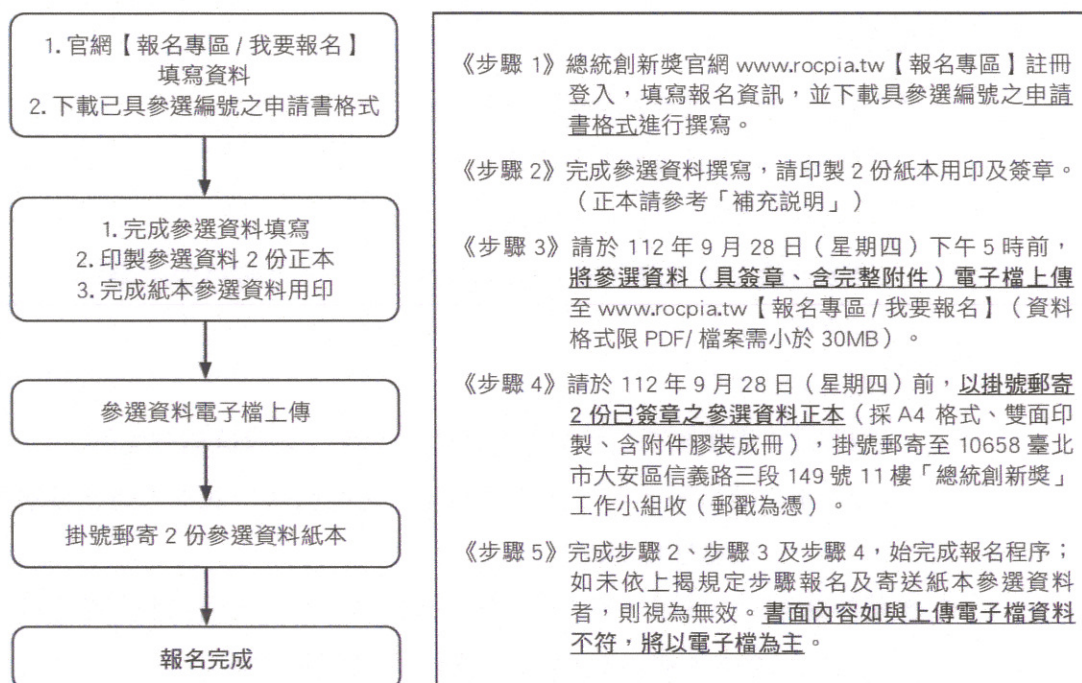 1. 官網【報名專區 / 我要報名】
填寫資料
2. 下載已具參選編號之申請書格式
1. 完成參選資料填寫
2. 印製參選資料 2 份正本
3. 完成紙本參選資料用印
參選資料電子檔上傳
掛號郵寄 2 份參選資料紙本
報名完成
《步驟 1》總統創新獎官網 www.rocpia.tw【報名專區】註冊
登入，填寫報名資訊，並下載具參選編號之申請
書格式進行撰寫。
《步驟 2》完成參選資料撰寫，請印製 2 份紙本用印及簽章。
（正本請參考「補充說明」）
《步驟 3》請於 112 年 9 月 28 日（星期四）下午 5 時前，
將參選資料（具簽章、含完整附件）電子檔上傳
至 www.rocpia.tw【報名專區 / 我要報名】（資料
格式限 PDF/ 檔案需小於 30MB）。
《步驟 4》請於 112 年 9 月 28 日（星期四）前，以掛號郵寄
2 份已簽章之參選資料正本（採 A4 格式、雙面印
製、含附件膠裝成冊），掛號郵寄至 10658 臺北
市大安區信義路三段 149 號 11 樓「總統創新獎」
工作小組收（郵戳為憑）。
《步驟 5》完成步驟 2、步驟 3 及步驟 4，始完成報名程序；
如未依上揭規定步驟報名及寄送紙本參選資料
者，則視為無效。書面內容如與上傳電子檔資料
不符，將以電子檔為主。